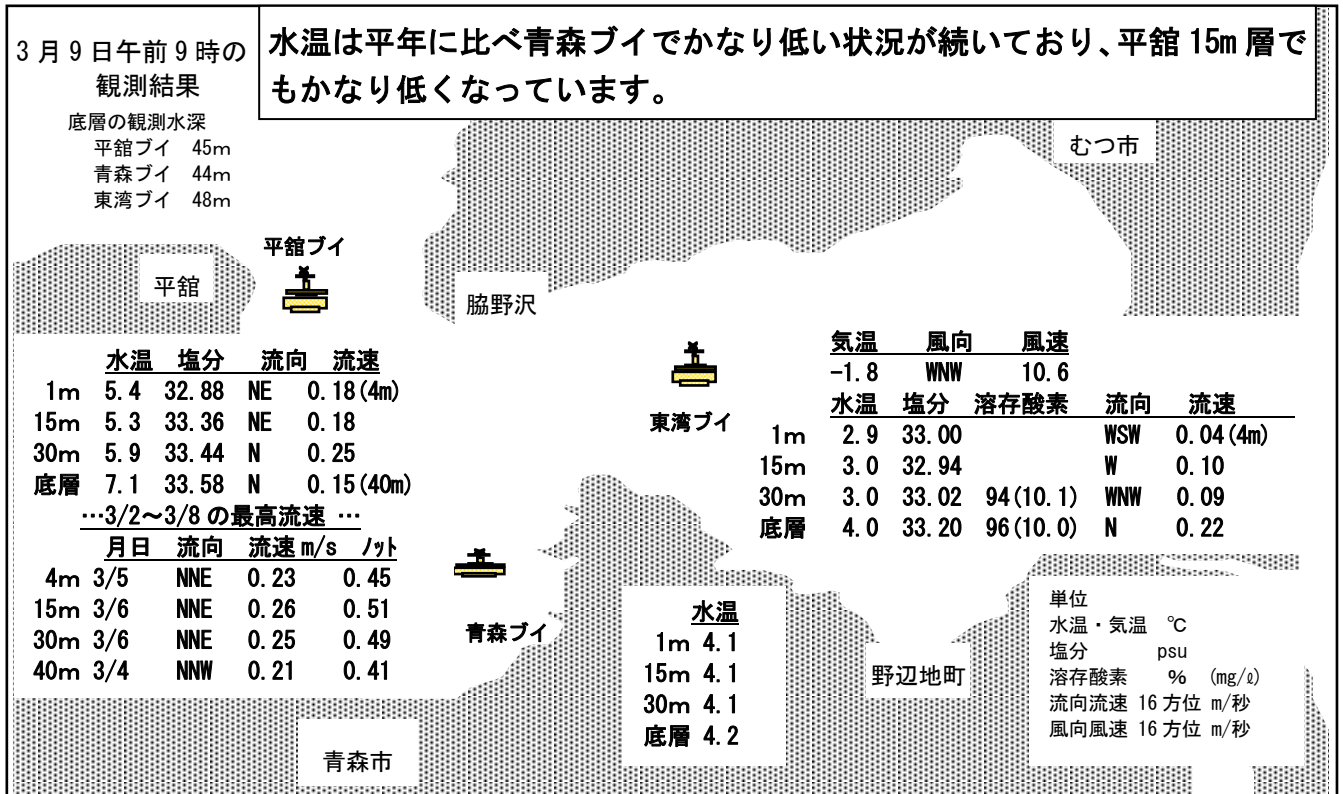 3月9日午前9時の
観測結果
底層の観測水深
平舘ブイ 45m
青森ブイ 44m
東湾ブイ 48m
水温は平年に比べ青森ブイでかなり低い状況が続いており、平舘15m層で
もかなり低くなっています。
むつ市
平舘ブイ
平舘
脇野沢
水温 塩分 流向 流速
1m 5.4 32.88 NE 0.18(4m)
15m 5.3 33.36 NE 0.18
30m 5.9 33.44 N 0.25
底層 7.1 33.58 N 0.15(40m)
…3/2～3/8の最高流速 …
月日 流向 流速m/s ﾉｯﾄ
4m 3/5 NNE 0.23 0.45
15m 3/6 NNE 0.26 0.51
30m 3/6 NNE 0.25 0.49
40m 3/4 NNW 0.21 0.41
東湾ブイ
気温 風向 風速
-1.8 WNW 10.6
水温 塩分 溶存酸素 流向 流速
1m 2.9 33.00 WSW 0.04(4m)
15m 3.0 32.94 W 0.10
30m 3.0 33.02 94(10.1) WNW 0.09
底層 4.0 33.20 96(10.0) N 0.22
青森ブイ
水温
1m 4.1
15m 4.1
30m 4.1
底層 4.2
野辺地町
青森市
単位
水温・気温 ℃
塩分 psu
溶存酸素 % (mg/ℓ)
流向流速 16方位 m/秒
風向風速 16方位 m/秒